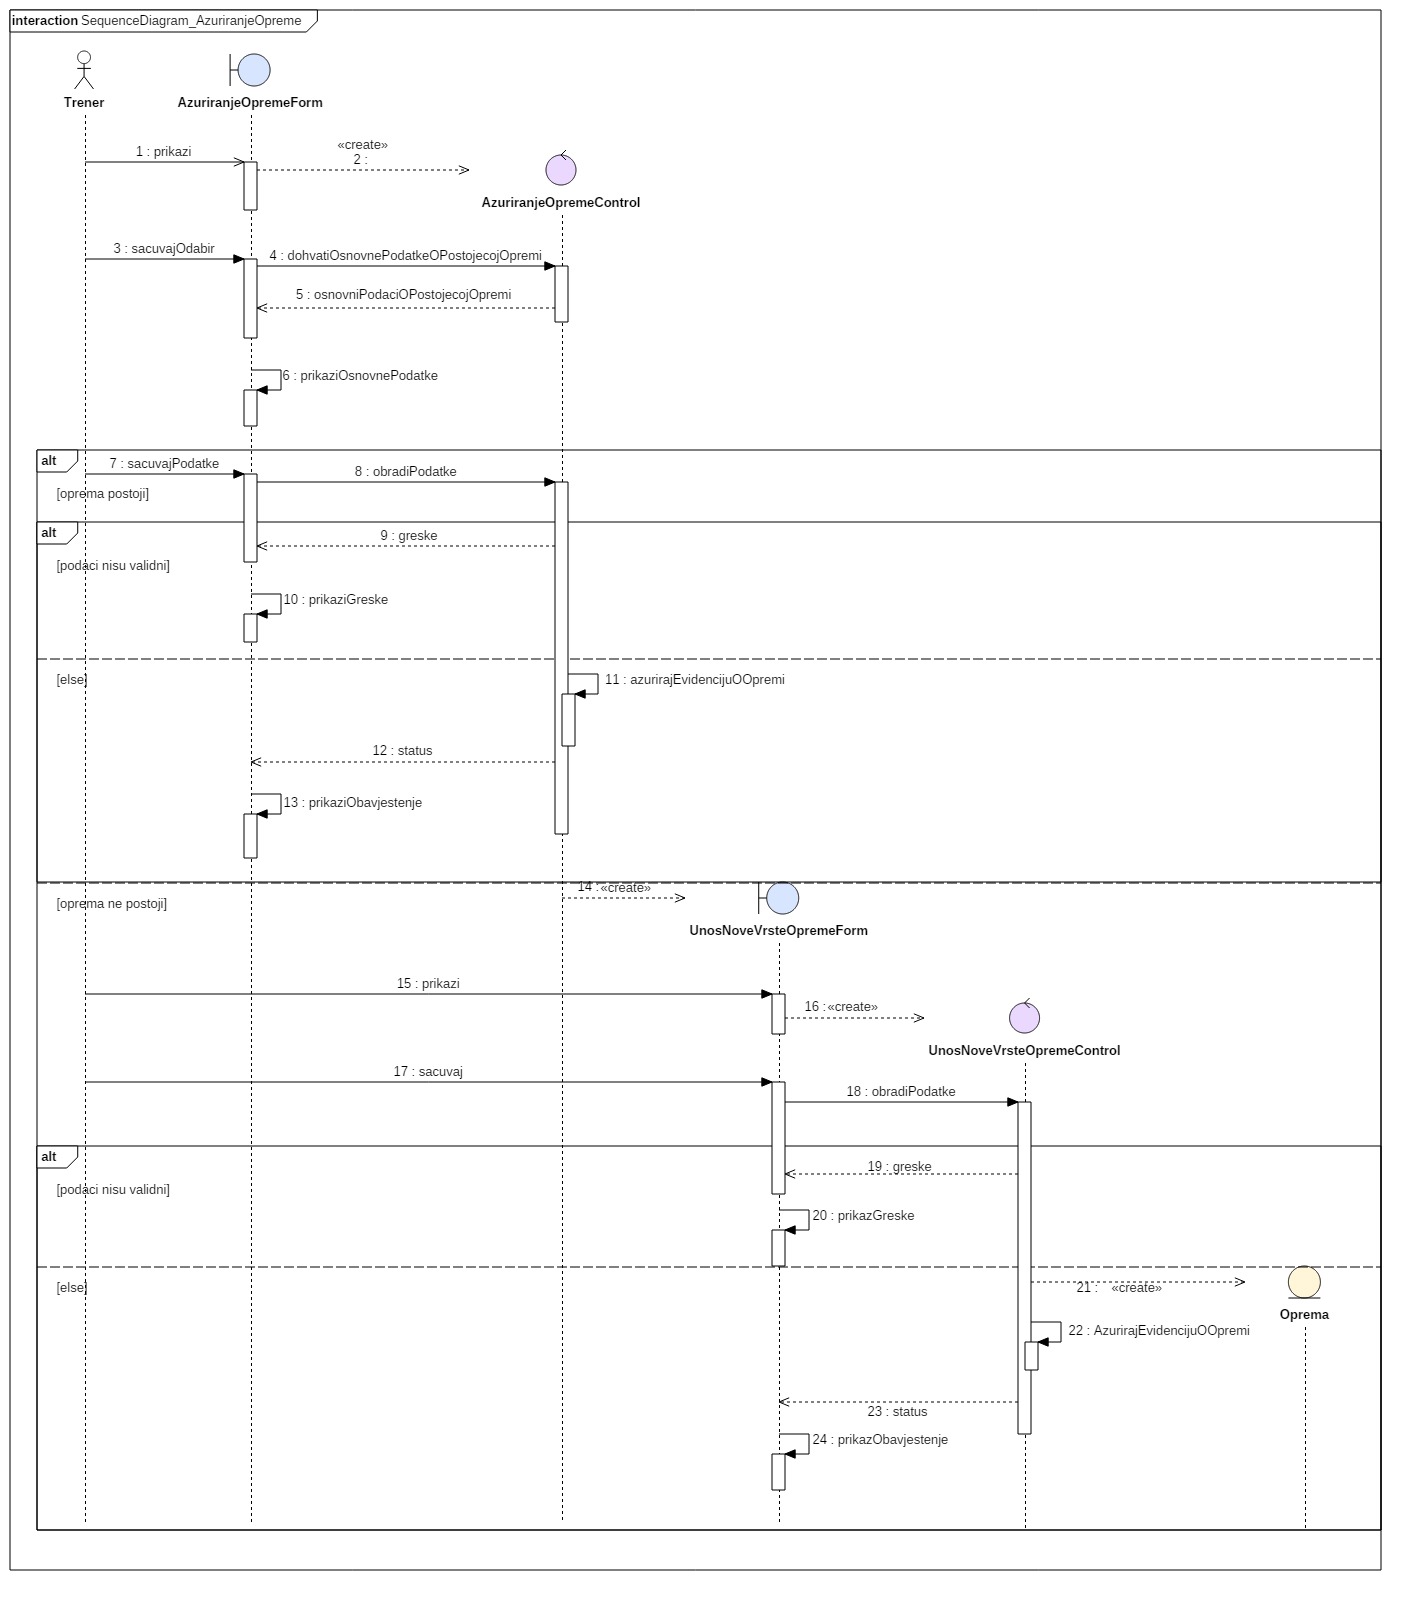 interaction SequenceDiagram_AzuriranjeOpreme
Trener
AzuriranjeOpremeForm
1 : prikazi
«create»
2 :
AzuriranjeOpremeControl
3 : sacuvajOdabir
4 : dohvatiOsnovnePodatkeOPostojecojOpremi
5 : osnovniPodaciOPostojecojOpremi
6 : prikaziOsnovnePodatke
alt
7 : sacuvajPodatke
8 : obradiPodatke
[oprema postoji]
alt
9 : greske
[podaci nisu validni]
10 : prikaziGreske
[else]
11 : azurirajEvidencijuOOpremi
12 : status
13 : prikaziObavjestenje
14 : «create»
[oprema ne postoji]
UnosNoveVrsteOpremeForm
15 : prikazi
16 : «create»
UnosNoveVrsteOpremeControl
17 : sacuvaj
18 : obradiPodatke
alt
19 : greske
[podaci nisu validni]
20 : prikazGreske
[else]
21 : «create»
Oprema
22 : AzurirajEvidencijuOOpremi
23 : status
24 : prikazObavjestenje